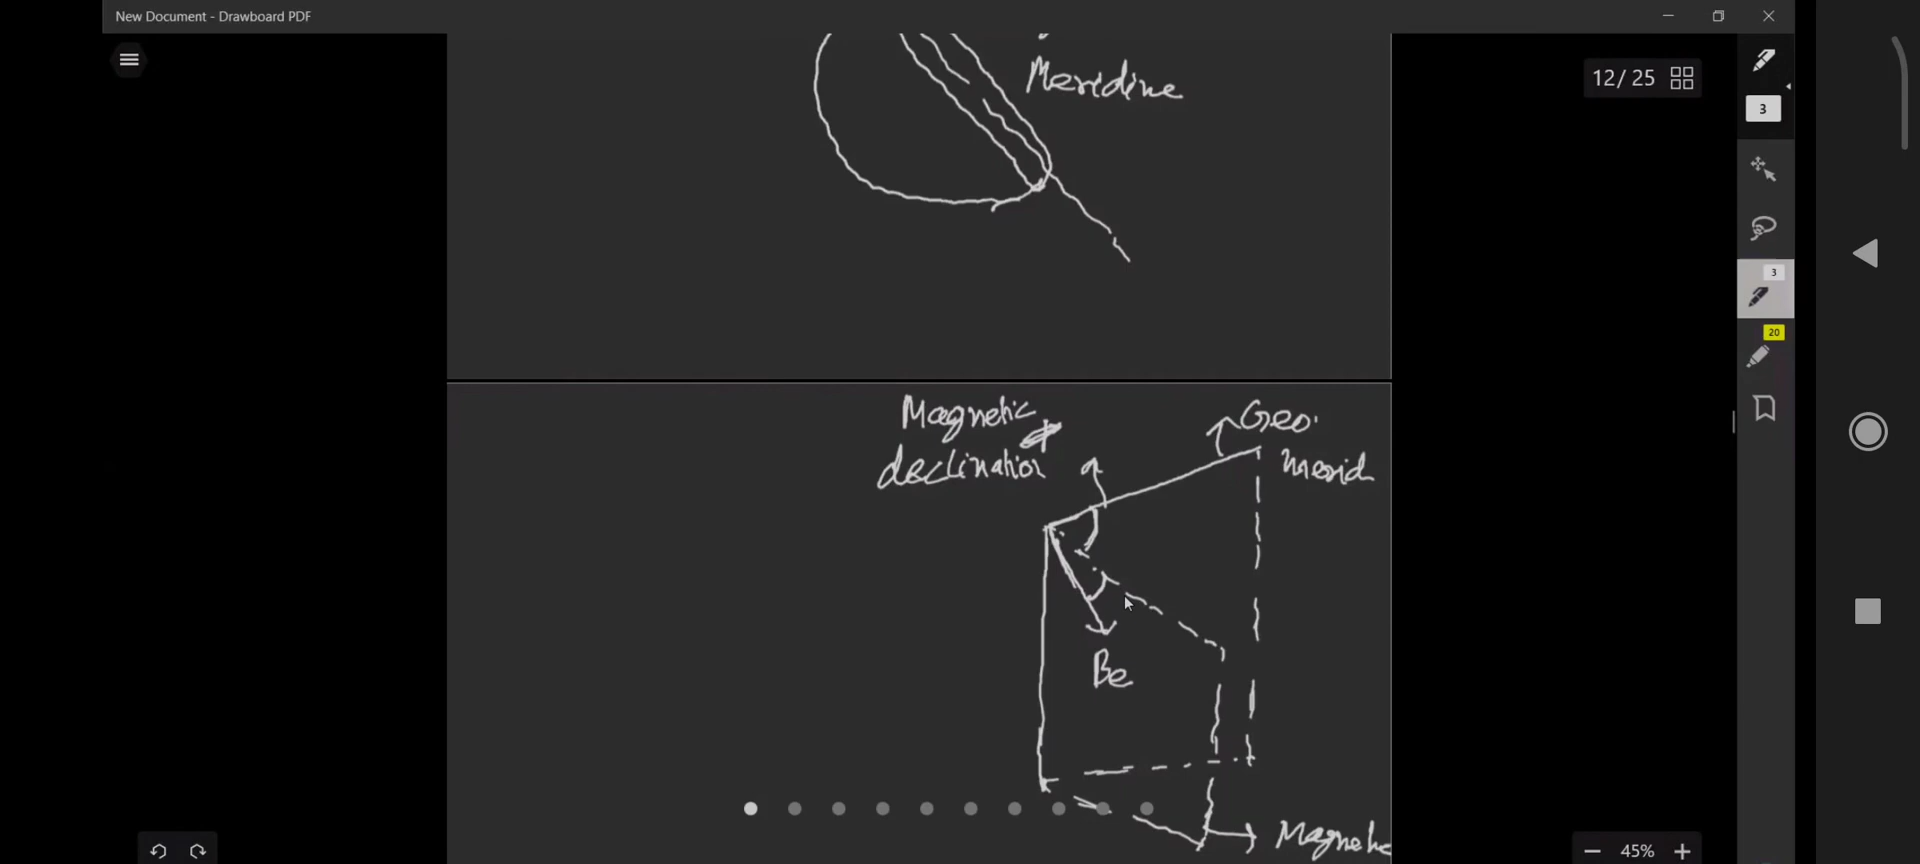 New Document - Drawboard PDF
12/ 25
3
3
20
Meridine
Magnetic
declination
Geo.
merid
Be
Magnetic
45%